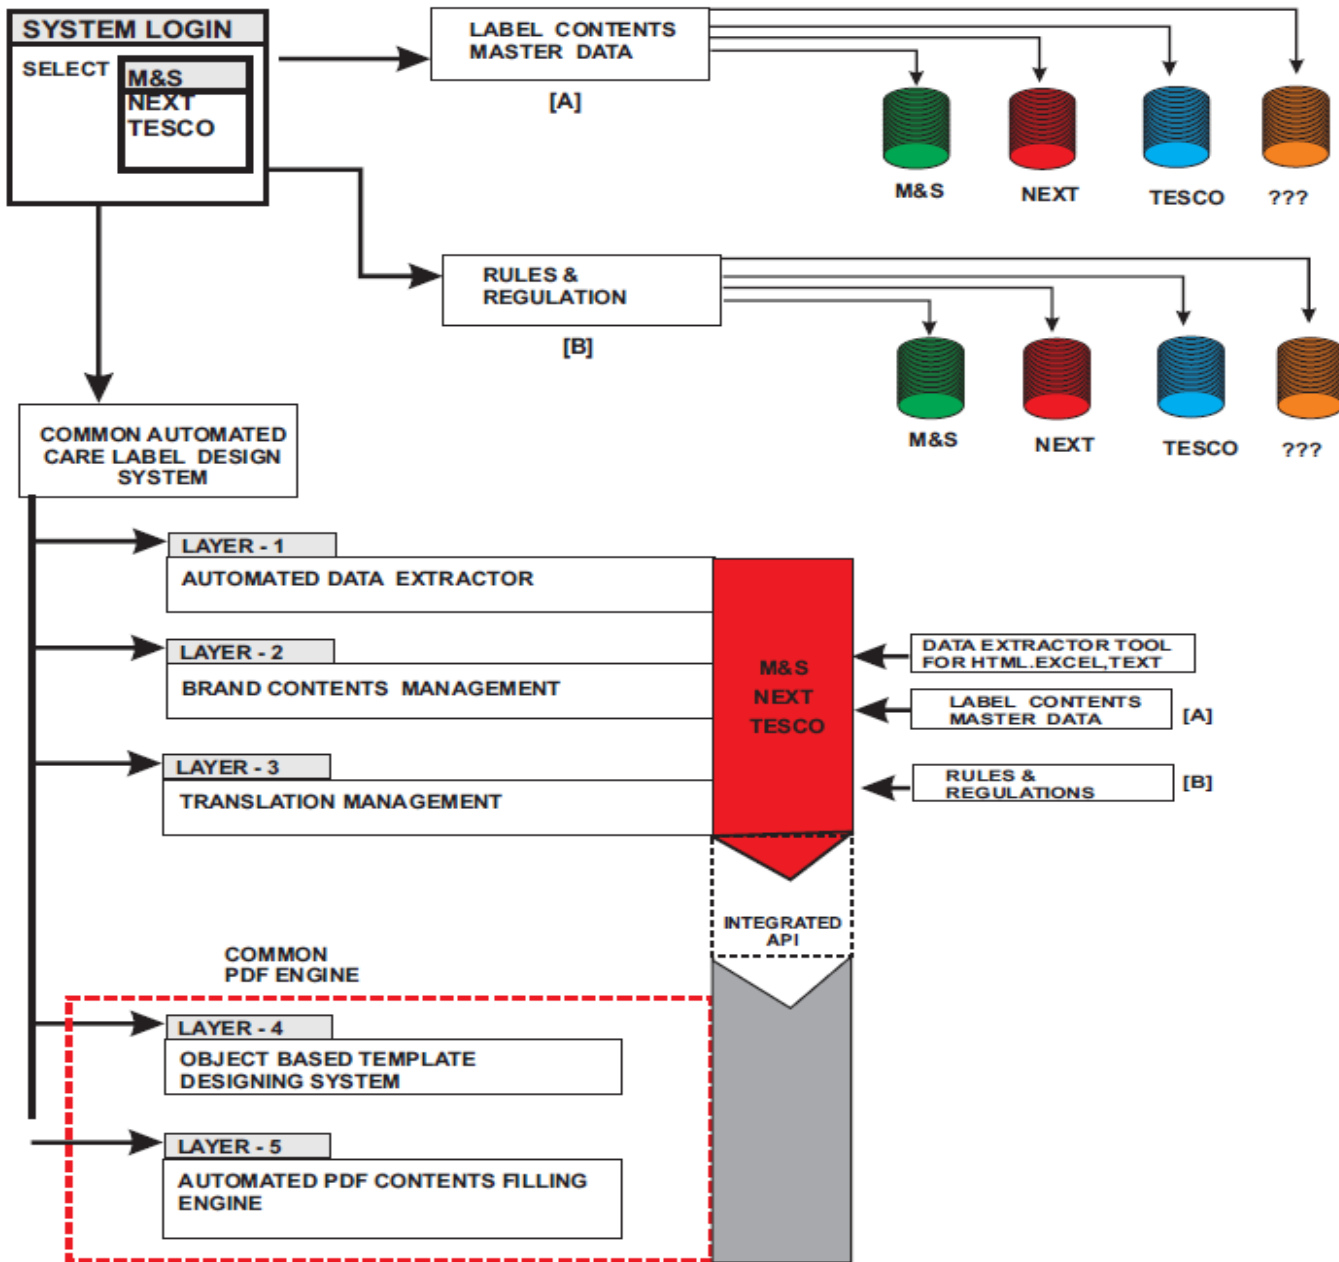 SYSTEM LOGIN
SELECT
M&S
NEXT
TESCO
LABEL CONTENTS
MASTER DATA
[A]
M&S
NEXT
TESCO
???
RULES &
REGULATION
[B]
M&S
NEXT
TESCO
???
COMMON AUTOMATED
CARE LABEL DESIGN
SYSTEM
LAYER - 1
AUTOMATED DATA EXTRACTOR
LAYER - 2
BRAND CONTENTS MANAGEMENT
LAYER - 3
TRANSLATION MANAGEMENT
M&S
NEXT
TESCO
DATA EXTRACTOR TOOL
FOR HTML.EXCEL,TEXT
LABEL CONTENTS
MASTER DATA
[A]
RULES &
REGULATIONS
[B]
INTEGRATED
API
COMMON
PDF ENGINE
LAYER - 4
OBJECT BASED TEMPLATE
DESIGNING SYSTEM
LAYER - 5
AUTOMATED PDF CONTENTS FILLING
ENGINE